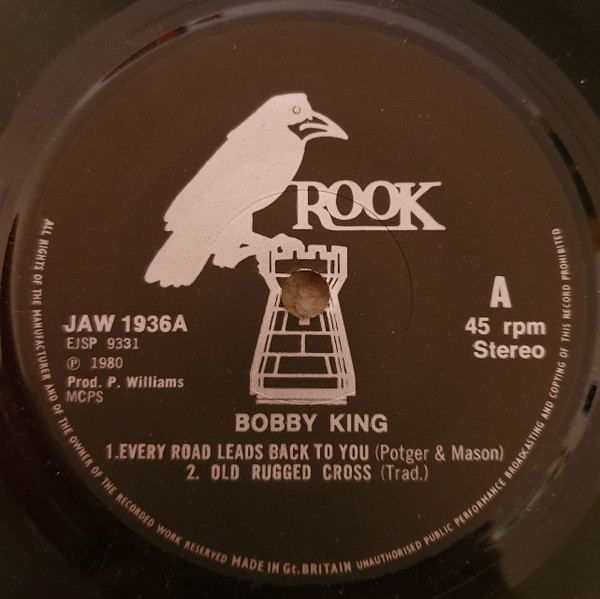 ROOK
JAW 1936A
EJSP 9331
℗ 1980
Prod. P. Williams
MCPS
A
45 rpm
Stereo
BOBBY KING
1.EVERY ROAD LEADS BACK TO YOU (Potger & Mason)
2. OLD RUGGED CROSS (Trad.)
ALL RIGHTS OF THE MANUFACTURER AND OF THE OWNER OF THE RECORDED WORK RESERVED MADE IN Gt. BRITAIN UNAUTHORISED PUBLIC PERFORMANCE BROADCASTING AND COPYING OF THIS RECORD PROHIBITED